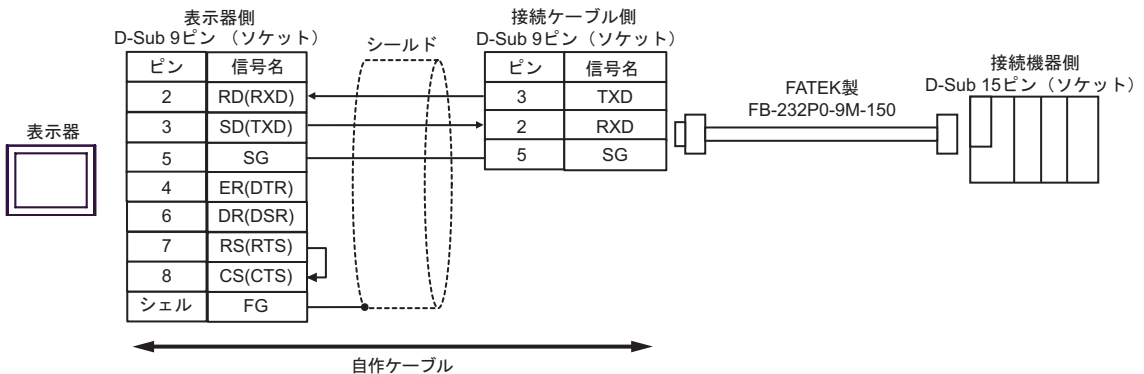 表示器側
D-Sub 9ピン （ソケット）
ピン 信号名
2 RD(RXD)
3 SD(TXD)
5 SG
4 ER(DTR)
6 DR(DSR)
7 RS(RTS)
8 CS(CTS)
シェル FG
表示器
シールド
接続ケーブル側
D-Sub 9ピン（ソケット）
ピン 信号名
3 TXD
2 RXD
5 SG
FATEK製
FB-232P0-9M-150
接続機器側
D-Sub 15ピン（ソケット）
自作ケーブル